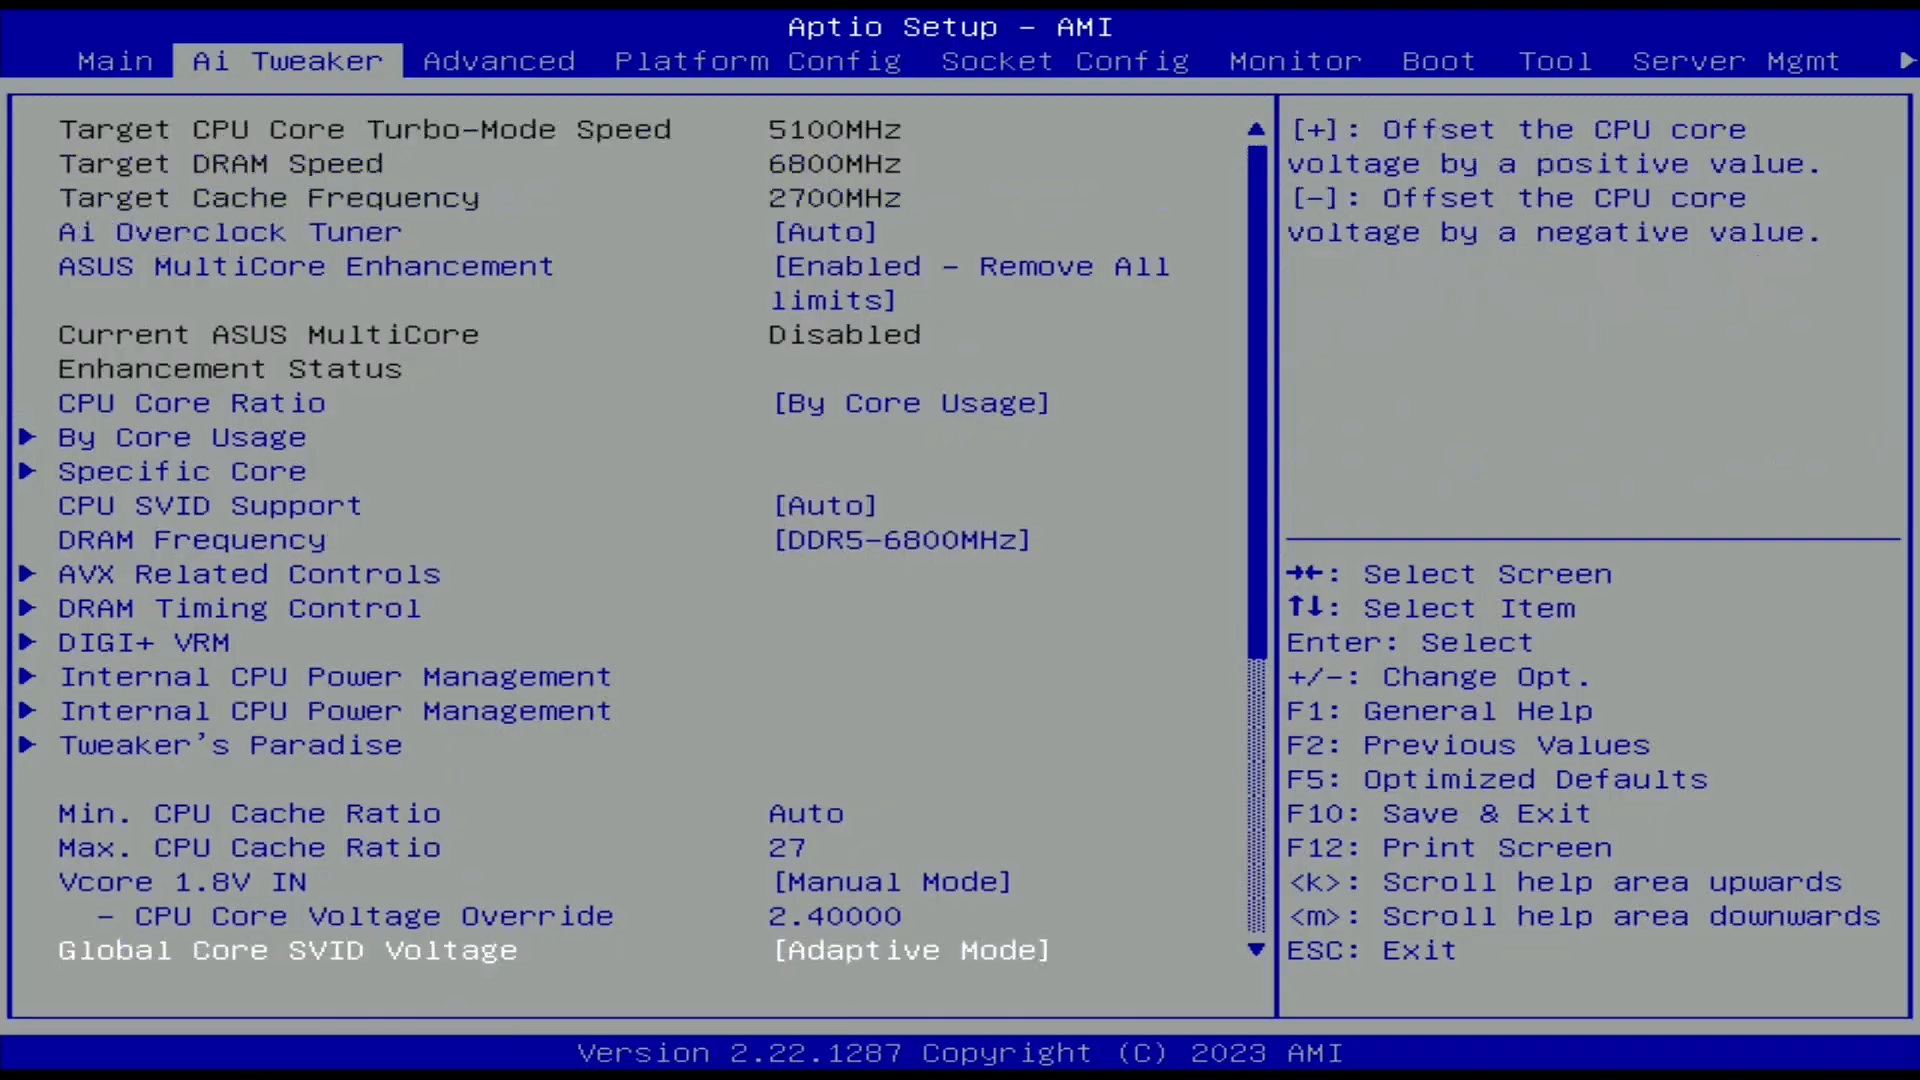 Aptio Setup - AMI
Main Ai Tweaker Advanced Platform Config Socket Config Monitor Boot Tool Server Mgmt
Target CPU Core Turbo-Mode Speed 5100MHz
Target DRAM Speed 6800MHz
Target Cache Frequency 2700MHz
Ai Overclock Tuner [Auto]
ASUS MultiCore Enhancement [Enabled - Remove All
limits]
Current ASUS MultiCore Disabled
Enhancement Status
CPU Core Ratio [By Core Usage]
By Core Usage
Specific Core
CPU SVID Support [Auto]
DRAM Frequency [DDR5-6800MHz]
AVX Related Controls
DRAM Timing Control
DIGI+ VRM
Internal CPU Power Management
Internal CPU Power Management
Tweaker's Paradise
Min. CPU Cache Ratio Auto
Max. CPU Cache Ratio 27
Vcore 1.8V IN [Manual Mode]
- CPU Core Voltage Override 2.40000
Global Core SVID Voltage [Adaptive Mode]
[+]: Offset the CPU core
voltage by a positive value.
[-]: Offset the CPU core
voltage by a negative value.
→←: Select Screen
↑↓: Select Item
Enter: Select
+/-: Change Opt.
F1: General Help
F2: Previous Values
F5: Optimized Defaults
F10: Save & Exit
F12: Print Screen
<k>: Scroll help area upwards
<m>: Scroll help area downwards
ESC: Exit
Version 2.22.1287 Copyright (C) 2023 AMI